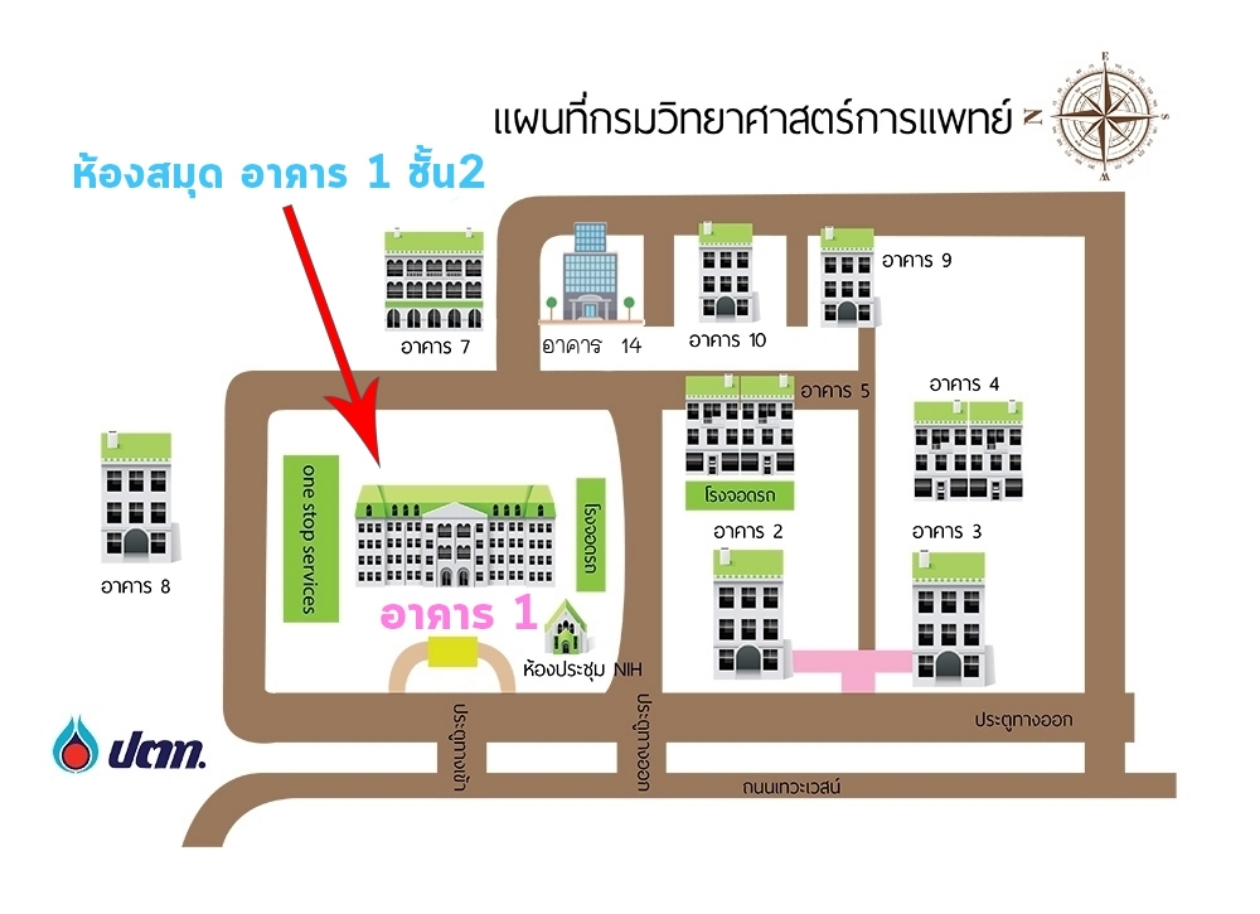 E
แผนที่กรมวิทยาศาสตร์การแพทย์
N
S
W
ห้องสมุด อาคาร 1 ชั้น2
อาคาร 7
อาคาร 14
อาคาร 10
อาคาร 9
อาคาร 5
อาคาร 4
one stop services
โรงจอดรถ
โรงจอดรถ
อาคาร 2
อาคาร 3
อาคาร 8
อาคาร 1
ห้องประชุม NIH
ประตูทางเข้า
ประตูทางออก
ประตูทางออก
ปตท.
ถนนเทวะเวสน์